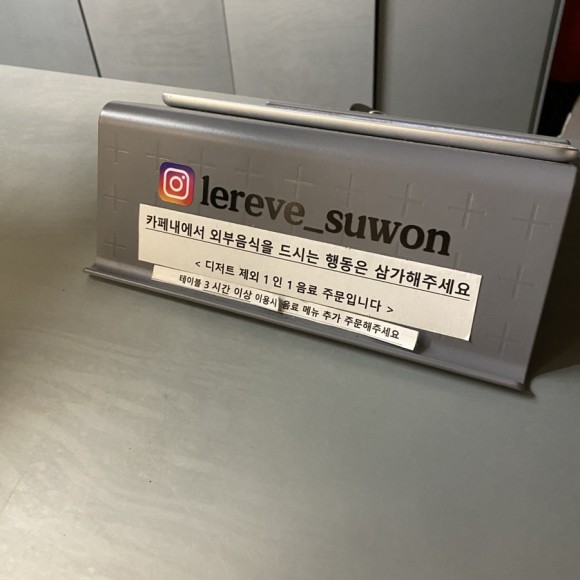 lereve_suwon
카페내에서 외부음식을 드시는 행동은 삼가해주세요
< 디저트 제외 1 인 1 음료 주문입니다 >
테이블 3 시간 이상 이용시 음료 메뉴 추가 주문해주세요